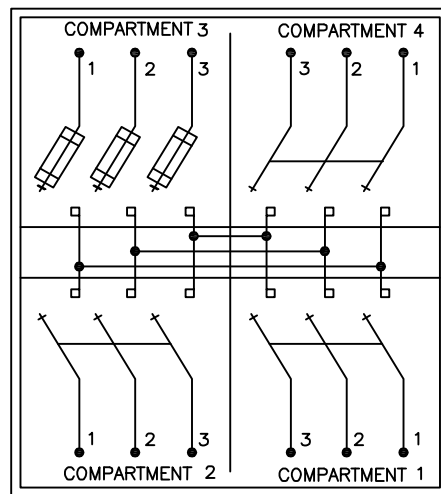 COMPARTMENT 3
COMPARTMENT 4
1 2 3
3 2 1
1 2 3
3 2 1
COMPARTMENT 2
COMPARTMENT 1